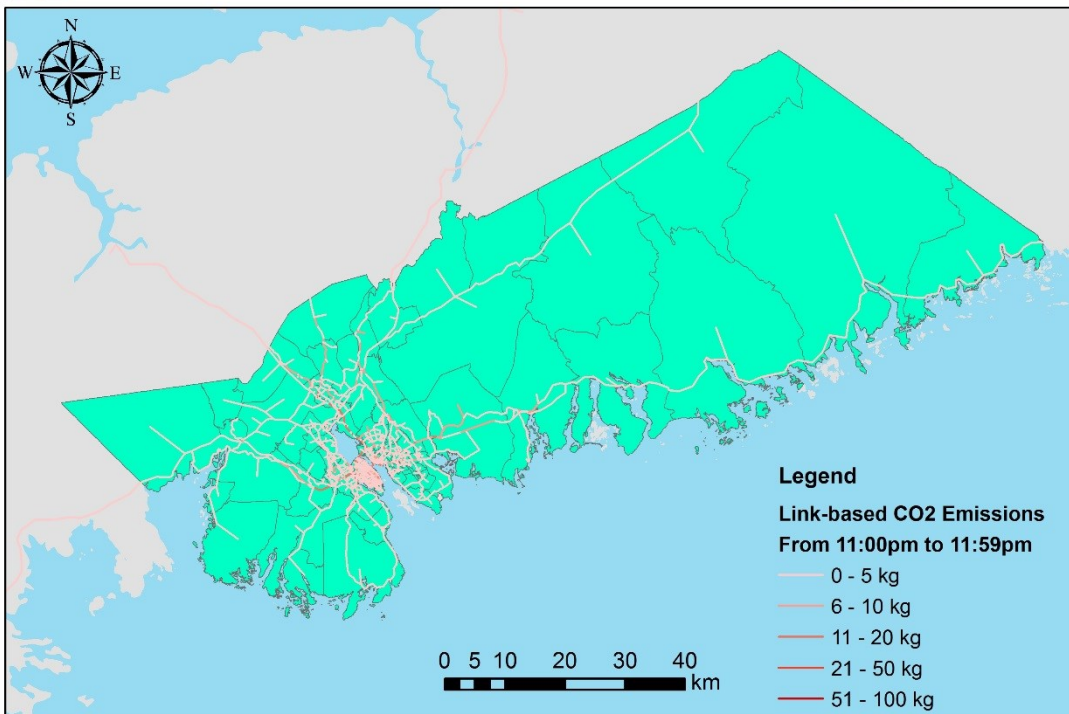 N
W E
S
Legend
Link-based CO2 Emissions
From 11:00pm to 11:59pm
0 - 5 kg
6 - 10 kg
11 - 20 kg
21 - 50 kg
51 - 100 kg
0 5 10 20 30 40
km